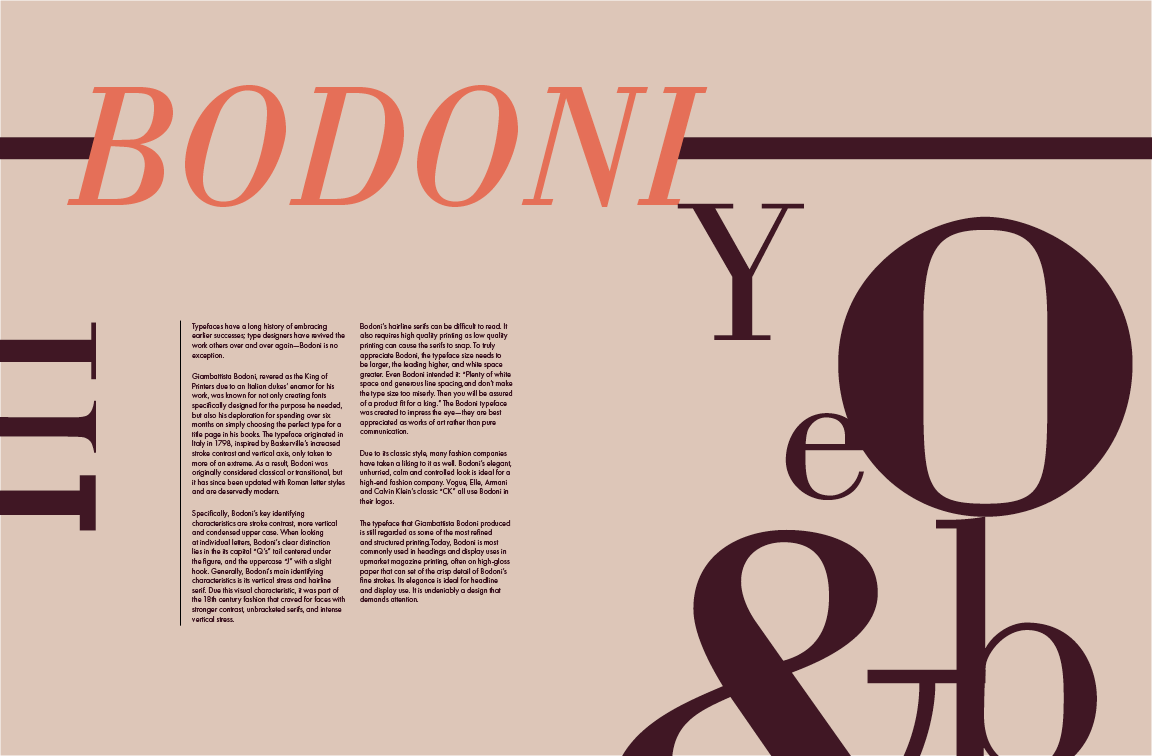 BODONI
Typefaces have a long history of embracing
earlier successes; type designers have revived the
work others over and over again—Bodoni is no
exception.
Giambattista Bodoni, revered as the King of
Printers due to an Italian dukes' enamor for his
work, was known for not only creating fonts
specifically designed for the purpose he needed,
but also his deploration for spending over six
months on simply choosing the perfect type for a
title page in his books. The typeface originated in
Italy in 1798, inspired by Baskerville's increased
stroke contrast and vertical axis, only taken to
more of an extreme. As a result, Bodoni was
originally considered classical or transitional, but
it has since been updated with Roman letter styles
and are deservedly modern.
Specifically, Bodoni's key identifying
characteristics are stroke contrast, more vertical
and condensed upper case. When looking
at individual letters, Bodoni's clear distinction
lies in the its capital "Q's" tail centered under
the figure, and the uppercase "J" with a slight
hook. Generally, Bodoni's main identifying
characteristics is its vertical stress and hairline
serif. Due this visual characteristic, it was part of
the 18th century fashion that craved for faces with
stronger contrast, unbracketed serifs, and intense
vertical stress.
Bodoni's hairline serifs can be difficult to read. It
also requires high quality printing as low quality
printing can cause the serifs to snap. To truly
appreciate Bodoni, the typeface size needs to
be larger, the leading higher, and white space
greater. Even Bodoni intended it: "Plenty of white
space and generous line spacing,and don't make
the type size too miserly. Then you will be assured
of a product fit for a king." The Bodoni typeface
was created to impress the eye—they are best
appreciated as works of art rather than pure
communication.
Due to its classic style, many fashion companies
have taken a liking to it as well. Bodoni's elegant,
unhurried, calm and controlled look is ideal for a
high-end fashion company. Vogue, Elle, Armani
and Calvin Klein's classic "CK" all use Bodoni in
their logos.
The typeface that Giambattista Bodoni produced
is still regarded as some of the most refined
and structured printing.Today, Bodoni is most
commonly used in headings and display uses in
upmarket magazine printing, often on high-gloss
paper that can set of the crisp detail of Bodoni's
fine strokes. Its elegance is ideal for headline
and display use. It is undeniably a design that
demands attention.
Y
O
e
&
b